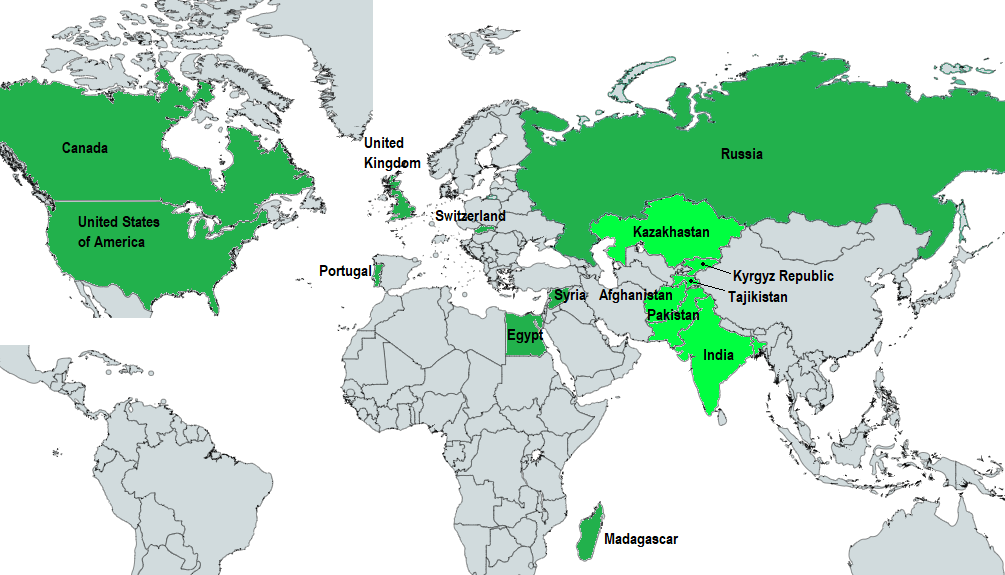 Canada
United States
of America
United
Kingdom
Switzerland
Portugal
Russia
Kazakhastan
Kyrgyz Republic
Tajikistan
Syria
Afghanistan
Pakistan
Egypt
India
Madagascar